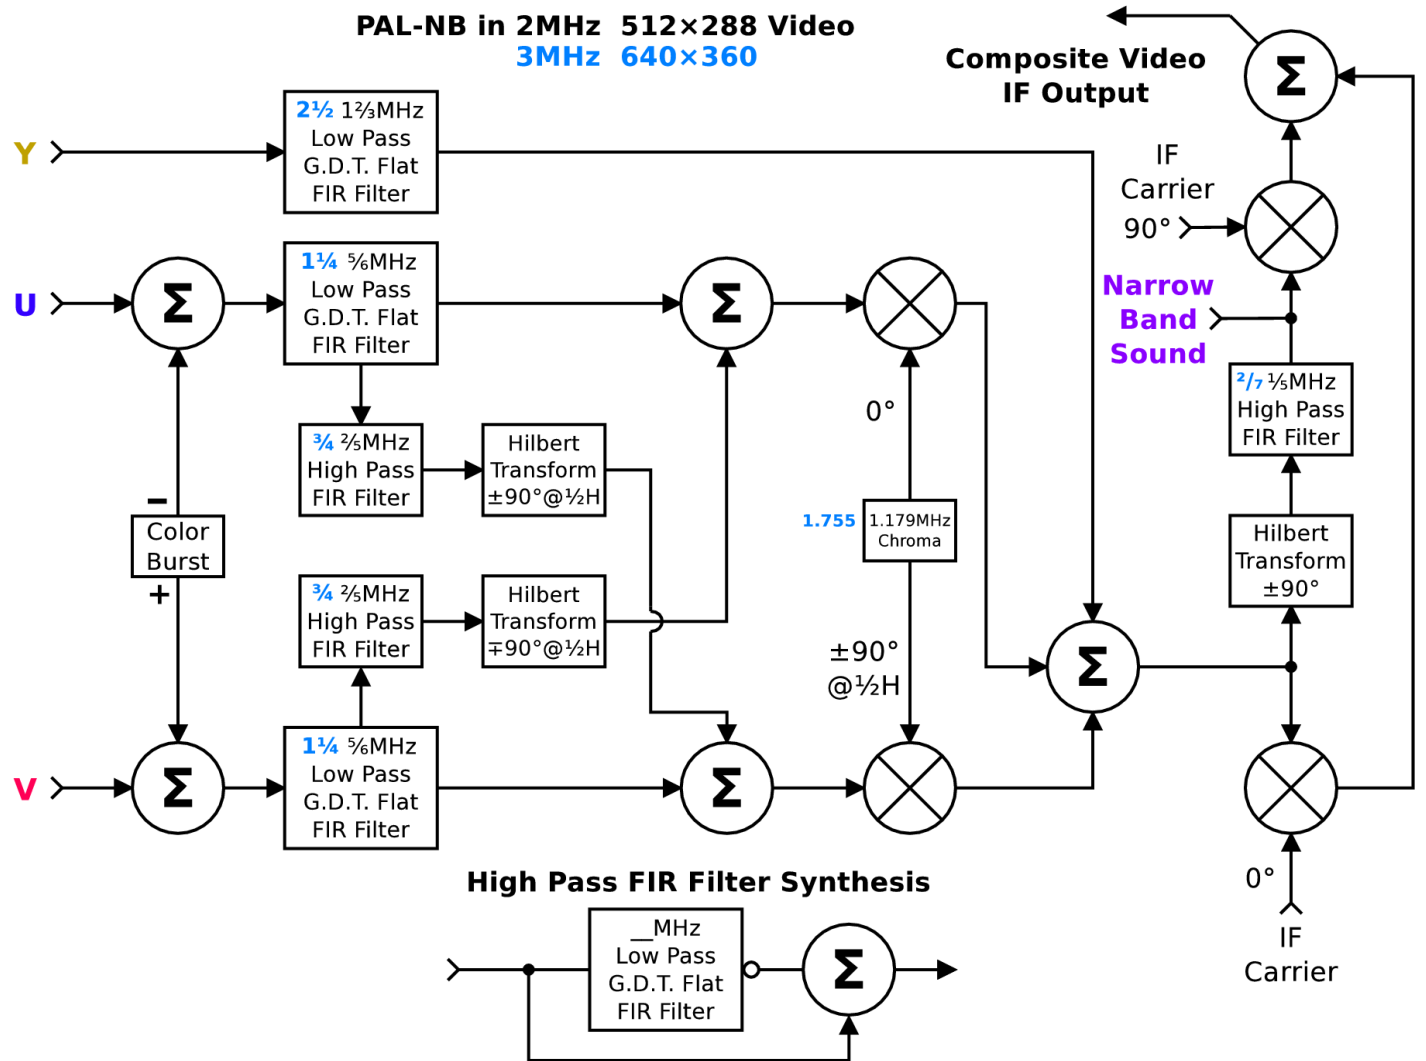 PAL-NB in 2MHz 512×288 Video
3MHz 640×360
Composite Video
IF Output
Σ
2½ 1⅔MHz
Low Pass
G.D.T. Flat
FIR Filter
Y
IF
Carrier
90°
U
Σ
1¼ ⅚MHz
Low Pass
G.D.T. Flat
FIR Filter
Σ
Narrow
Band
Sound
²/₇ ⅕MHz
High Pass
FIR Filter
0°
¾ ⅖MHz
High Pass
FIR Filter
Hilbert
Transform
±90°@½H
−
Color
Burst
+
1.755 1.179MHz
Chroma
Hilbert
Transform
±90°
¾ ⅖MHz
High Pass
FIR Filter
Hilbert
Transform
∓90°@½H
±90°
@½H
Σ
V
Σ
1¼ ⅚MHz
Low Pass
G.D.T. Flat
FIR Filter
Σ
0°
IF
Carrier
High Pass FIR Filter Synthesis
__MHz
Low Pass
G.D.T. Flat
FIR Filter
Σ